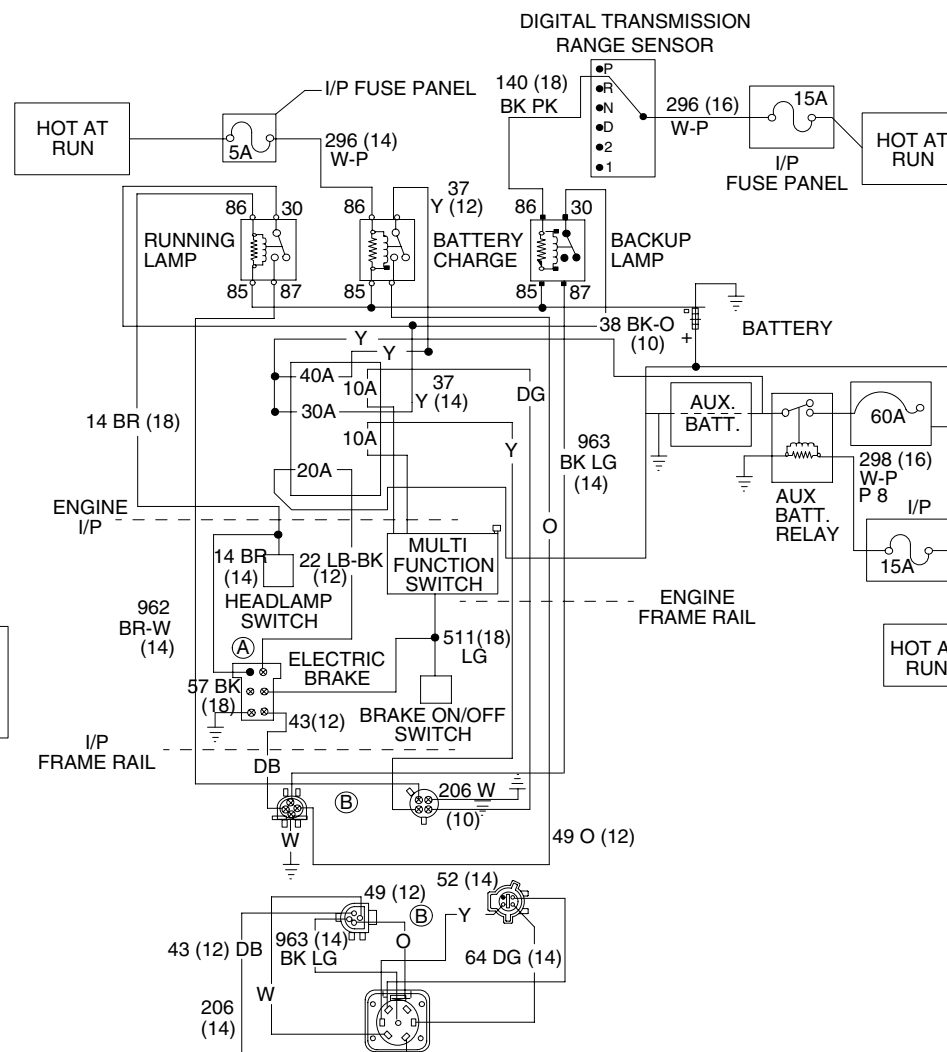 DIGITAL TRANSMISSION
RANGE SENSOR
I/P FUSE PANEL
140 (18)
BK PK
P
R
N
D
2
1
296 (16)
W-P
15A
I/P
FUSE PANEL
HOT AT
RUN
HOT AT
RUN
5A
296 (14)
W-P
37
Y (12)
86
30
86
86
30
RUNNING
LAMP
BATTERY
CHARGE
BACKUP
LAMP
85
87
85
85
87
38 BK-O
(10)
+
BATTERY
Y
Y
40A
10A
30A
37
Y (14)
10A
20A
DG
Y
14 BR (18)
AUX.
BATT.
60A
963
BK LG
(14)
298 (16)
W-P
P 8
AUX
BATT.
RELAY
I/P
15A
ENGINE
I/P
O
14 BR
(14)
22 LB-BK
(12)
MULTI
FUNCTION
SWITCH
HEADLAMP
SWITCH
ENGINE
FRAME RAIL
962
BR-W
(14)
511(18)
LG
HOT A
RUN
A
ELECTRIC
BRAKE
57 BK
(18)
43(12)
BRAKE ON/OFF
SWITCH
I/P
FRAME RAIL
DB
B
206 W
(10)
W
49 O (12)
52 (14)
49 (12)
B
Y
43 (12) DB
963 (14)
BK LG
O
64 DG (14)
W
206
(14)